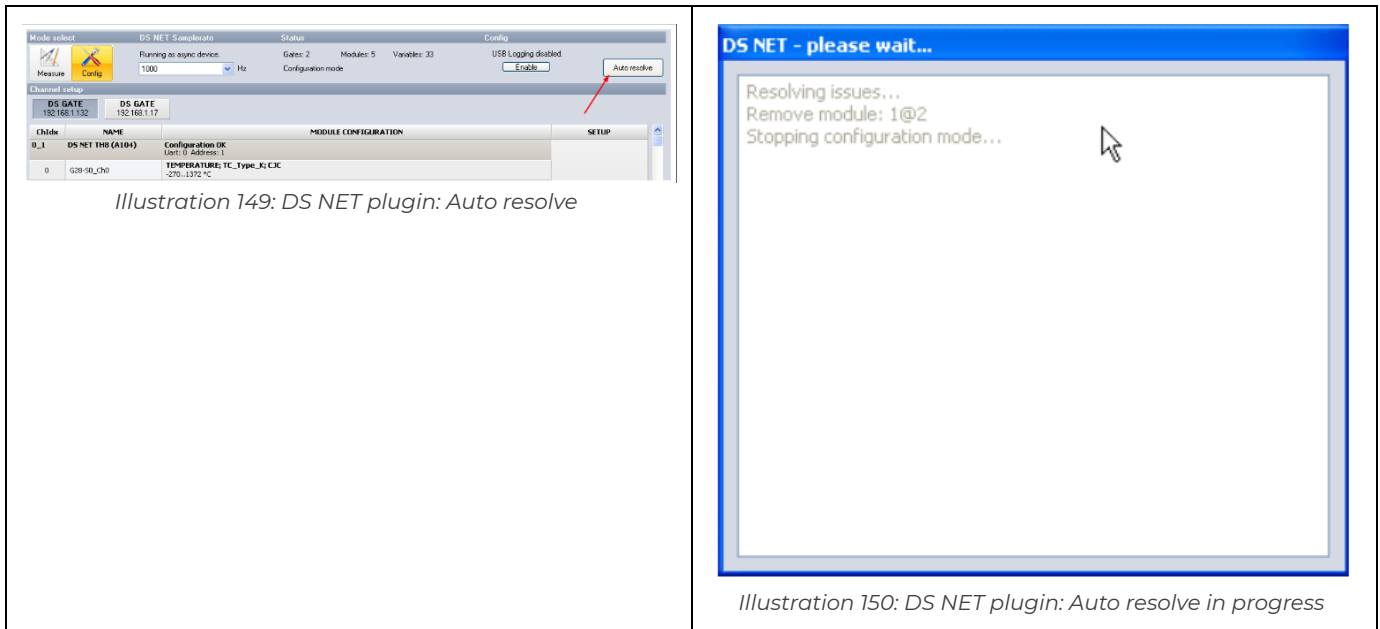 Mode select DS NET Samplerate Status Config
Running as async device. Gates: 2 Modules: 5 Variables: 33 USB Logging disabled.
Measure Config 1000 Hz Configuration mode Enable Auto resolve
Channel setup
DS GATE DS GATE
192.168.1.132 192.168.1.17
ChIdx NAME MODULE CONFIGURATION SETUP
0_1 DS NET TH8 (A104) Configuration OK
Uart: 0 Address: 1
0 G28-S0_Ch0 TEMPERATURE; TC_Type_K; CJC
-270..1372 °C
Illustration 149: DS NET plugin: Auto resolve
DS NET - please wait...
Resolving issues...
Remove module: 1@2
Stopping configuration mode...
Illustration 150: DS NET plugin: Auto resolve in progress